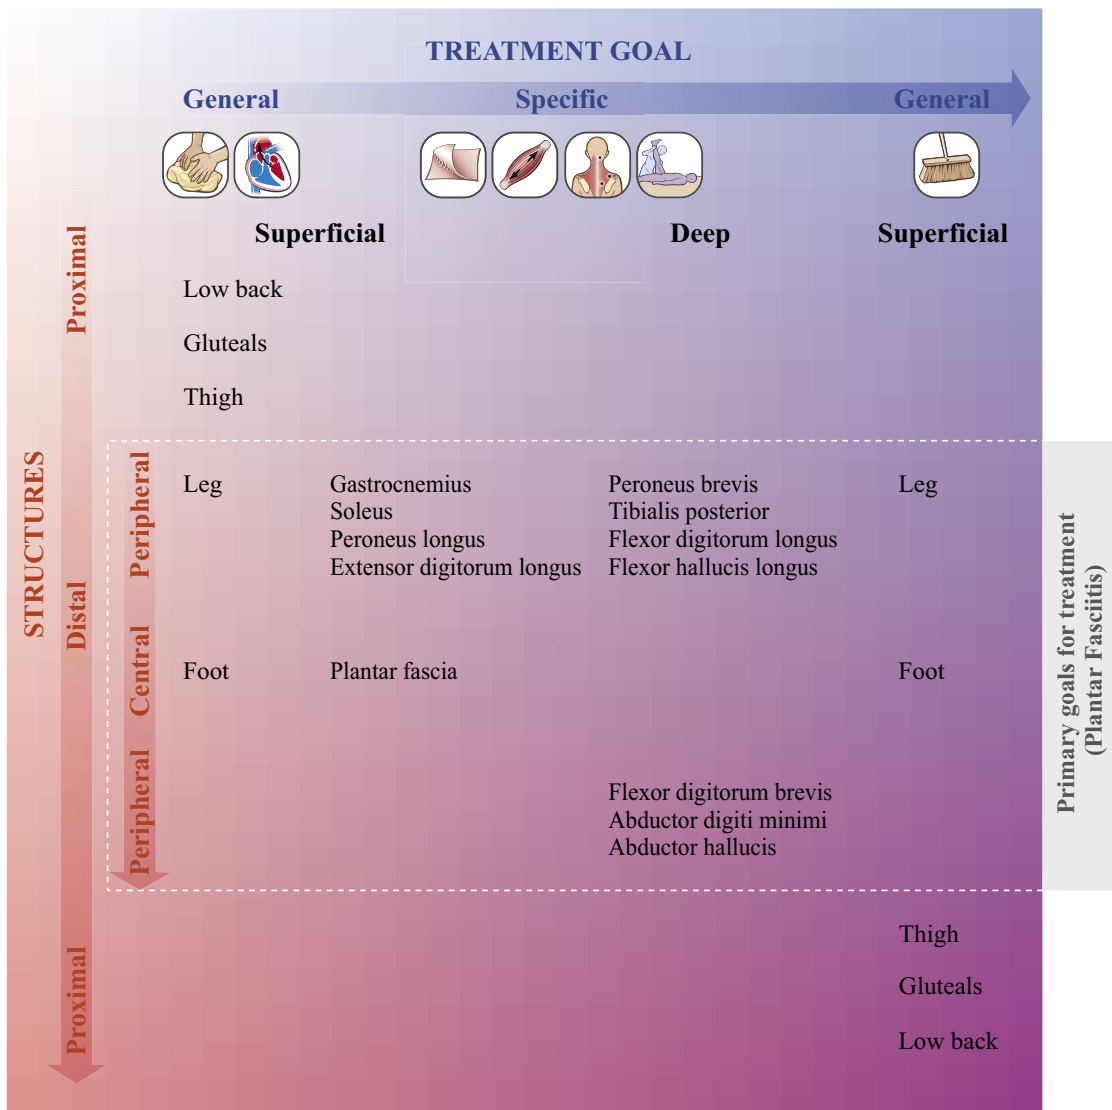 TREATMENT GOAL
General Specific General
Superficial Deep Superficial
STRUCTURES
Proximal
Distal
Proximal
Peripheral
Central
Peripheral
Low back
Gluteals
Thigh
Leg Gastrocnemius Peroneus brevis Leg
Soleus Tibialis posterior
Peroneus longus Flexor digitorum longus
Extensor digitorum longus Flexor hallucis longus
Foot Plantar fascia Foot
Flexor digitorum brevis
Abductor digiti minimi
Abductor hallucis
Thigh
Gluteals
Low back
Primary goals for treatment
(Plantar Fasciitis)